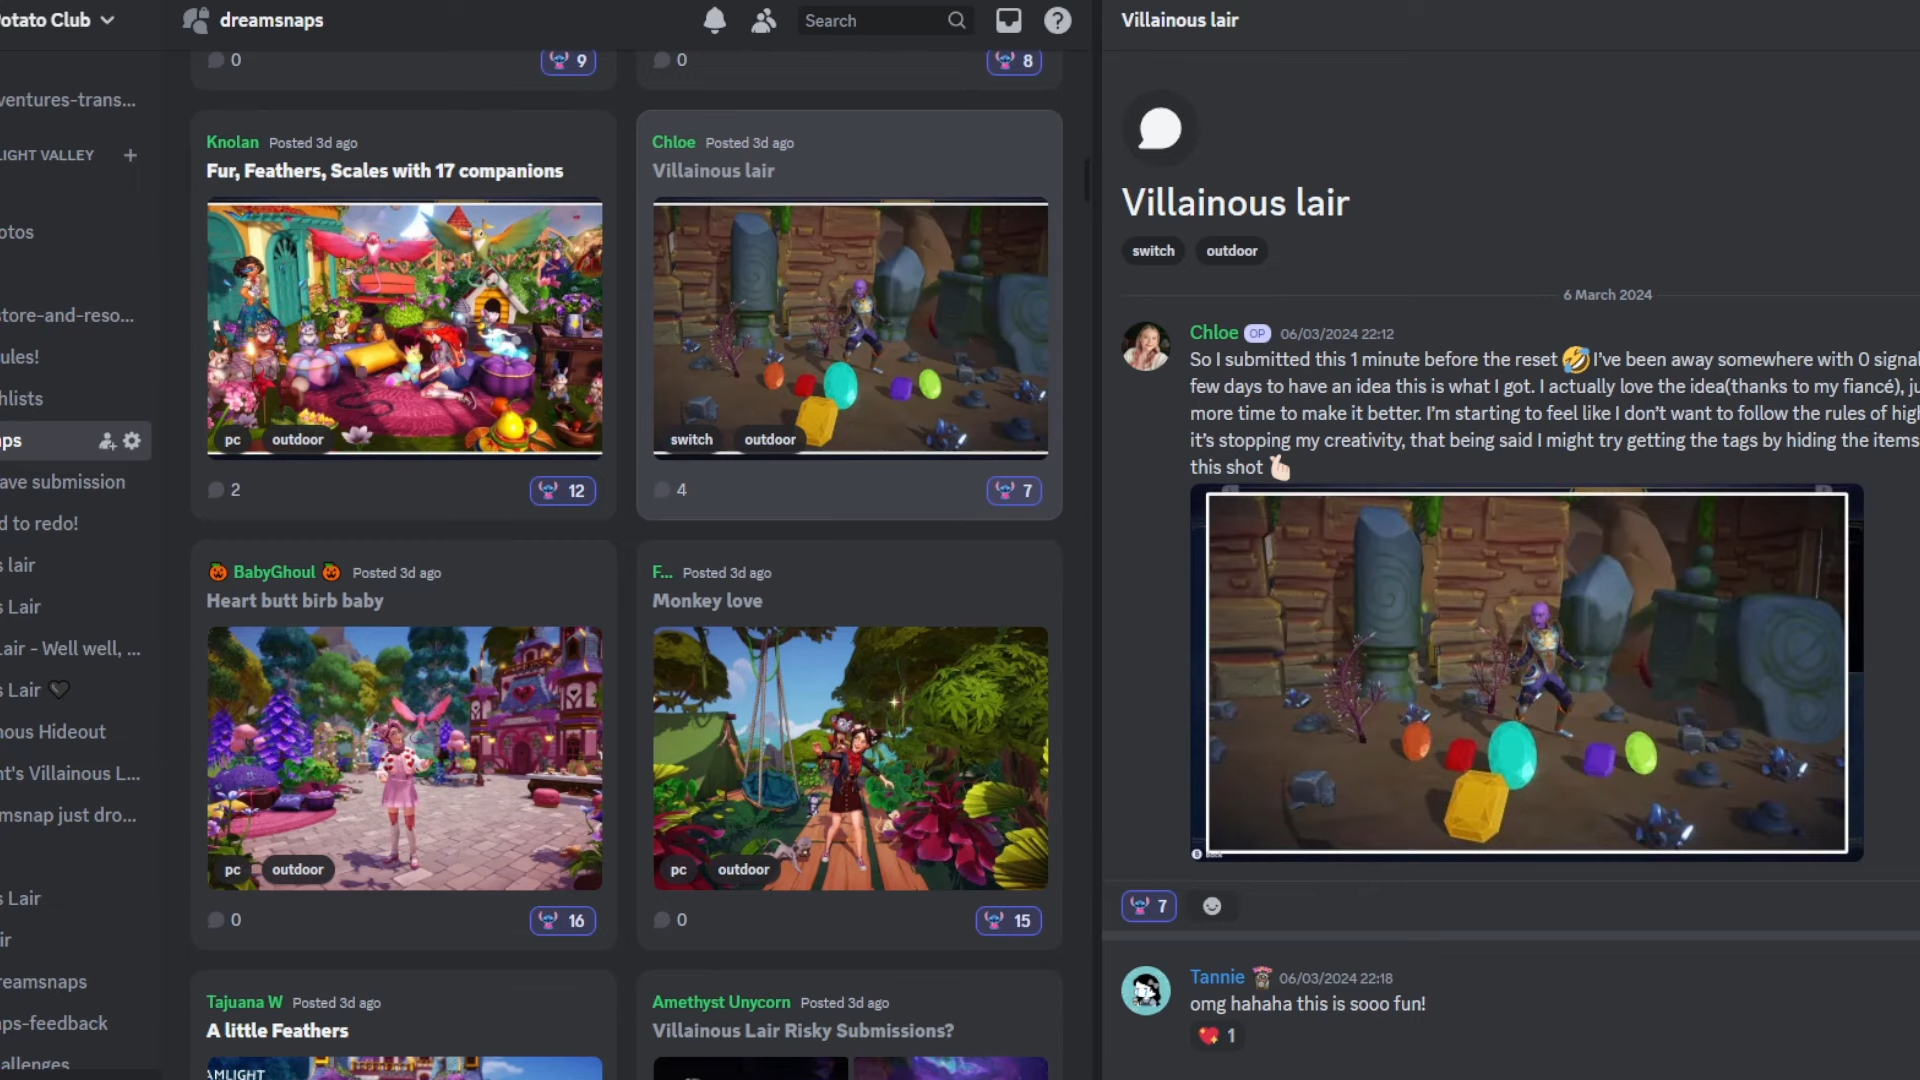 otato Club
ventures-trans...
LIGHT VALLEY
otos
store-and-reso...
ules!
hlists
aps
ave submission
d to redo!
s lair
s Lair
Lair - Well well, ...
s Lair
nous Hideout
nt's Villainous L...
msnap just dro...
s Lair
ir
reamsnaps
ps-feedback
allenges
dreamsnaps
Search
0
9
0
8
Knolan Posted 3d ago
Fur, Feathers, Scales with 17 companions
pc outdoor
2
12
Chloe Posted 3d ago
Villainous lair
switch outdoor
4
7
🎃 BabyGhoul 🎃 Posted 3d ago
Heart butt birb baby
pc outdoor
0
16
F... Posted 3d ago
Monkey love
pc outdoor
0
15
Tajuana W Posted 3d ago
A little Feathers
AMLIGHT
Amethyst Unycorn Posted 3d ago
Villainous Lair Risky Submissions?
Villainous lair
Villainous lair
switch outdoor
6 March 2024
Chloe OP 06/03/2024 22:12
So I submitted this 1 minute before the reset 🤣 I've been away somewhere with 0 signal
few days to have an idea this is what I got. I actually love the idea(thanks to my fiancé), ju
more time to make it better. I'm starting to feel like I don't want to follow the rules of high
it's stopping my creativity, that being said I might try getting the tags by hiding the items
this shot 🫰🏻
B Back
7
Tannie 06/03/2024 22:18
omg hahaha this is sooo fun!
💖 1